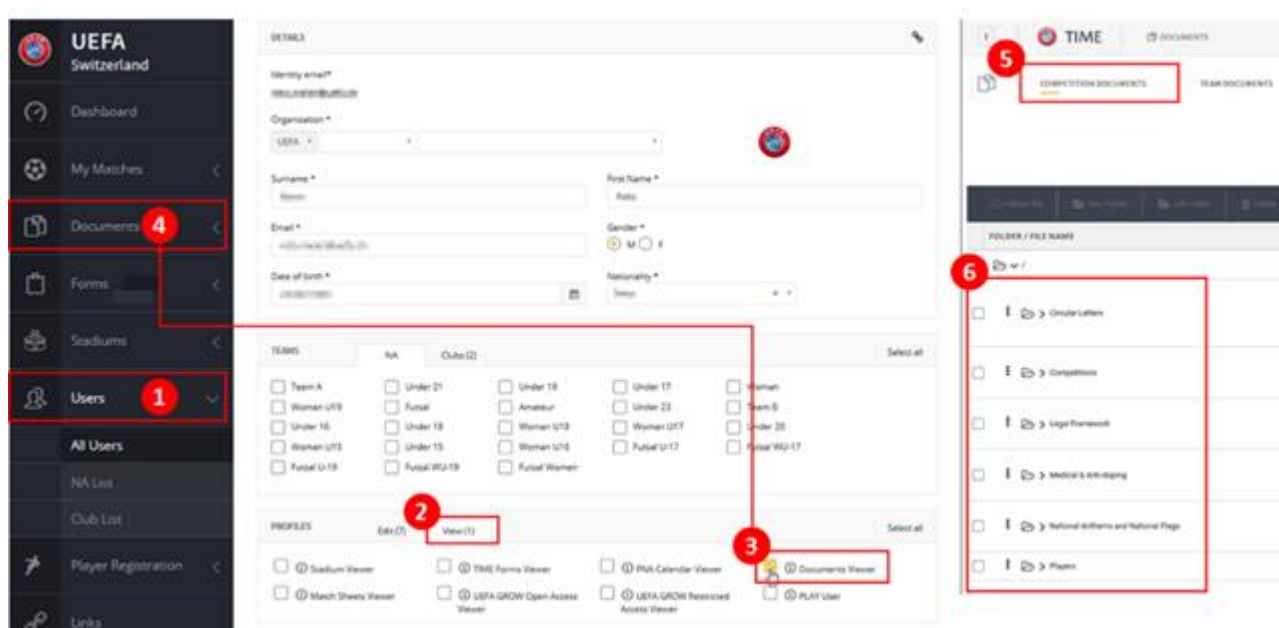 UEFA
Switzerland
Dashboard
My Matches
Documents 4
Forms
Stadiums
Users 1
All Users
NA List
Club List
Player Registration
Links
DETAILS
Identity email*
Organisation *
UEFA
Surname *
First Name *
Email *
Gender *
M F
Date of birth *
Nationality *
TEAMS NA Clubs (2) Select all
Team A Under 21 Under 19 Under 17 Woman
Woman U19 Futsal Amateur Under 23 Team B
Under 16 Under 18 Woman U18 Woman U17 Under 20
Woman U15 Under 15 Woman U16 Futsal U-17 Futsal WU-17
Futsal U-19 Futsal WU-19 Futsal Women
2
PROFILES Edit (7) View (1) Select all
3
Stadium Viewer TIME Forms Viewer PMA Calendar Viewer Documents Viewer
Match Sheets Viewer UEFA GROW Open Access Viewer UEFA GROW Restricted Access Viewer PLAY User
TIME DOCUMENTS
5
COMPETITION DOCUMENTS TEAM DOCUMENTS
FOLDER / FILE NAME
6
/
Circular Letters
Competitions
Legal Framework
Medical & Anti-doping
National Anthems and National Flags
Players